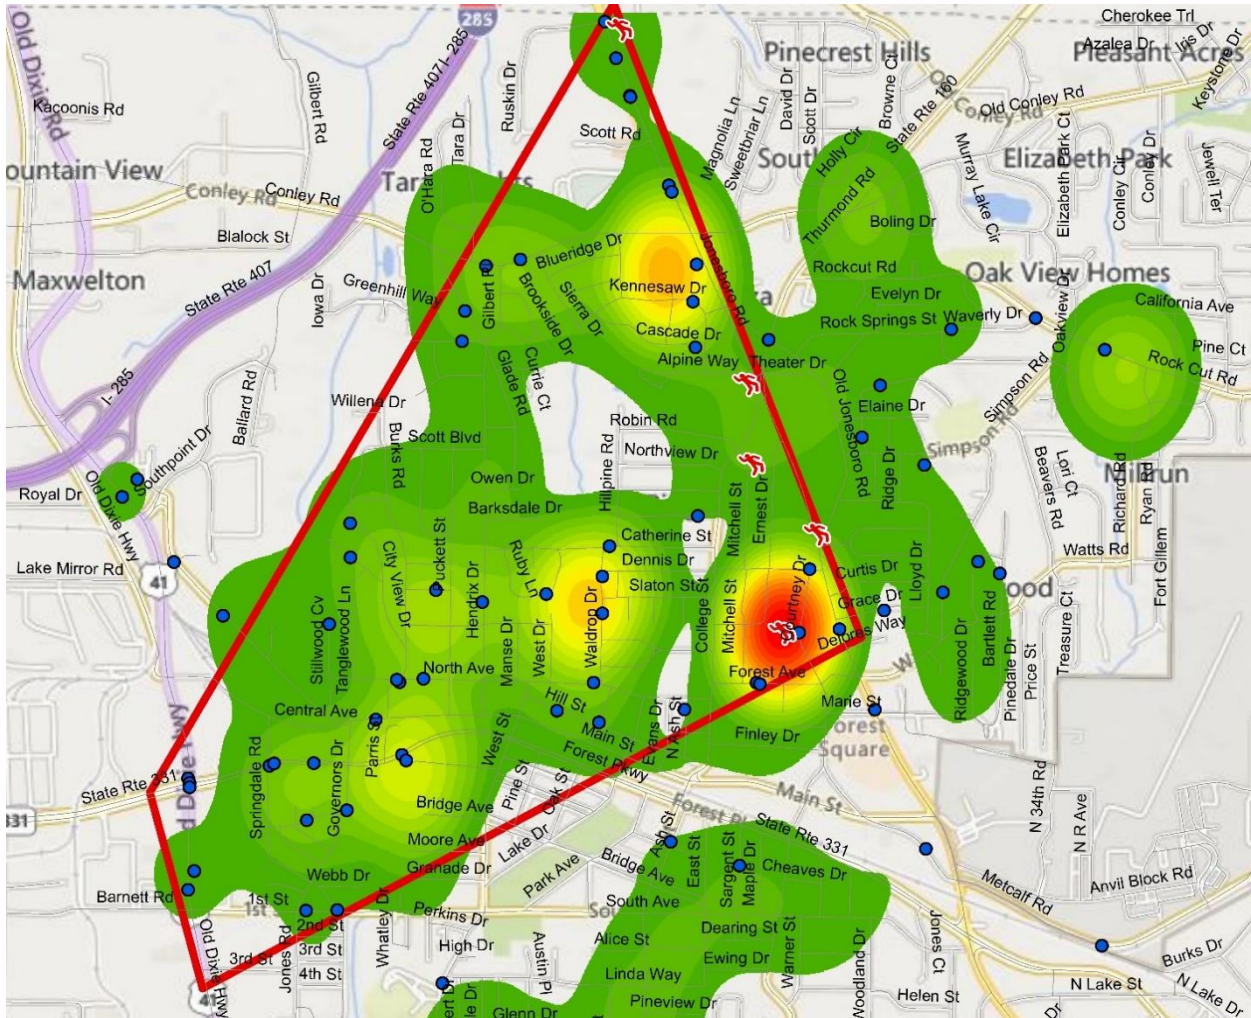 Cherokee Trl
285
Azalea Dr
Iris Dr
Keystone Dr
Pinecrest Hills
Pleasant Acres
Old Dixie Rd
State Rte 407
I- 285
Gilbert Rd
Ruskin Dr
David Dr
Scott Dr
Browne Ct
State Rte 160
Old Conley Rd
Kacoonis Rd
Tara Dr
O'Hara Rd
Scott Rd
Magnolia Ln
Sweetbriar Ln
Holly Cir
Murray Lake Cir
Elizabeth Park Ct
Elizabeth Park
Conley Cir
Conley Dr
Jewell Ter
ountain View
Conley Rd
Conley Rd
Thurmond Rd
Boling Dr
Blalock St
Blueridge Dr
Jonesboro Rd
Rockcut Rd
Oak View Homes
Maxwelton
State Rte 407
Iowa Dr
Greenhill Way
Brookside Dr
Sierra Dr
Kennesaw Dr
Evelyn Dr
California Ave
Cascade Dr
Rock Springs St
Waverly Dr
Oakview Dr
Pine Ct
Alpine Way
Theater Dr
Rock Cut Rd
I- 285
Ballard Rd
Willena Dr
Glade Rd
Currie Ct
Elaine Dr
Simpson Rd
Simpson Rd
Burks Rd
Scott Blvd
Robin Rd
Northview Dr
Old Jonesboro Rd
Ridge Dr
Beavers Rd
Lori Ct
Richard Rd
Ryan Rd
Royal Dr
Southpoint Dr
Old Dixie Hwy
Owen Dr
Barksdale Dr
Hillpine Rd
Mitchell St
Ernest Dr
Lake Mirror Rd
41
Catherine St
Dennis Dr
Slaton St
Watts Rd
Fort Gillem
City View Dr
Ruby Ln
Curtis Dr
Grace Dr
Lloyd Dr
ood
Stillwood Cv
Tanglewood Ln
Hendrix Dr
Manse Dr
West Dr
Waldrop Dr
College St
Mitchell St
Delores Way
Ridgewood Dr
Bartlett Rd
Pinedale Dr
Price St
Treasure Ct
North Ave
Forest Ave
Marie St
Central Ave
Hill St
Main St
West St
Evans Dr
N Ash St
Finley Dr
Forest
Square
Forest Pkwy
State Rte 331
331
Springdale Rd
Governors Dr
Bridge Ave
Pine St
Oak St
Main St
N 34th Rd
N R Ave
Moore Ave
Lake Dr
Ash St
State Rte 331
Granade Dr
Webb Dr
Park Ave
Bridge Ave
East St
Sargent St
Maple Dr
Cheaves Dr
Metcalf Rd
Anvil Block Rd
Barnett Rd
1st St
1st St
2nd St
Whatley Dr
Perkins Dr
South Ave
Dearing St
3rd St
3rd St
4th St
Jones Rd
High Dr
Austin Pl
Alice St
Ewing Dr
Warner St
Woodland Dr
Jones Ct
Burks Dr
Old Dixie Hwy
41
Linda Way
Pineview Dr
Glenn Dr
Helen St
N Lake St
N Lake Dr